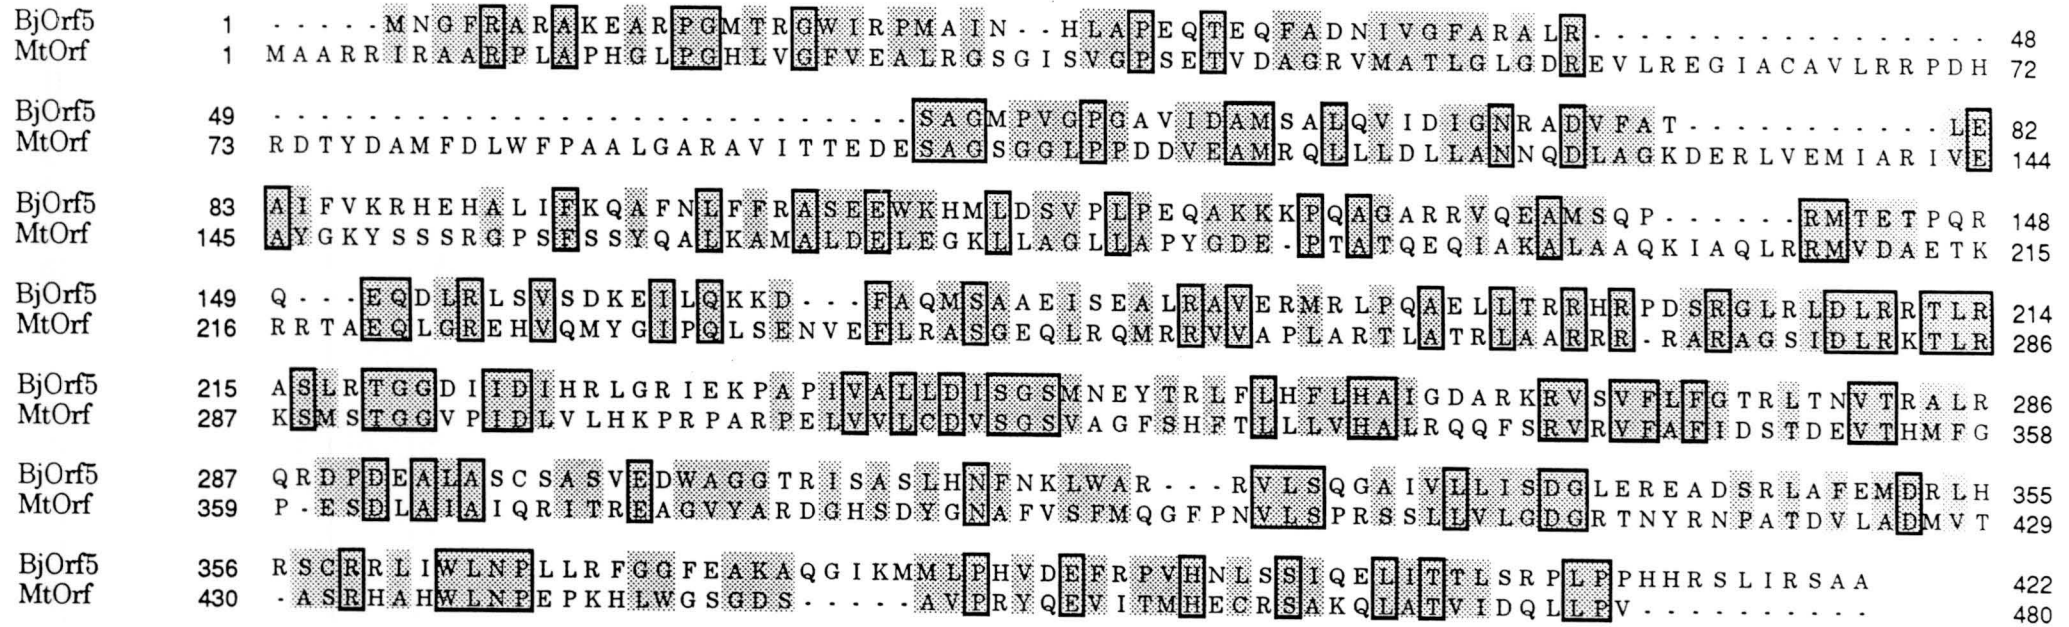 BjOrf5 1 - - - - - M N G F R A R A K E A R P G M T R G W I R P M A I N - - H L A P E Q T E Q F A D N I V G F A R A L R - - - - - - - - - - - - - - - - - 48
MtOrf 1 M A A R R I R A A R P L A P H G L P G H L V G F V E A L R G S G I S V G P S E T V D A G R V M A T L G L G D R E V L R E G I A C A V L R R P D H 72
BjOrf5 49 - - - - - - - - - - - - - - - - - - - - - - - - - - S A G M P V G P G A V I D A M S A L Q V I D I G N R A D V F A T - - - - - - - - - - - L E 82
MtOrf 73 R D T Y D A M F D L W F P A A L G A R A V I T T E D E S A G S G G L P P D D V E A M R Q L L L D L L A N N Q D L A G K D E R L V E M I A R I V E 144
BjOrf5 83 A I F V K R H E H A L I F K Q A F N L F F R A S E E W K H M L D S V P L P E Q A K K K P Q A G A R R V Q E A M S Q P - - - - - - R M T E T P Q R 148
MtOrf 145 A Y G K Y S S S R G P S F S S Y Q A L K A M A L D E L E G K L L A G L L A P Y G D E - P T A T Q E Q I A K A L A A Q K I A Q L R R M V D A E T K 215
BjOrf5 149 Q - - - E Q D L R L S V S D K E I L Q K K D - - - F A Q M S A A E I S E A L R A V E R M R L P Q A E L L T R R H R P D S R G L R L D L R R T L R 214
MtOrf 216 R R T A E Q L G R E H V Q M Y G I P Q L S E N V E F L R A S G E Q L R Q M R R V V A P L A R T L A T R L A A R R R - R A R A G S I D L R K T L R 286
BjOrf5 215 A S L R T G G D I I D I H R L G R I E K P A P I V A L L D I S G S M N E Y T R L F L H F L H A I G D A R K R V S V F L F G T R L T N V T R A L R 286
MtOrf 287 K S M S T G G V P I D L V L H K P R P A R P E L V V L C D V S G S V A G F S H F T L L L V H A L R Q Q F S R V R V F A F I D S T D E V T H M F G 358
BjOrf5 287 Q R D P D E A L A S C S A S V E D W A G G T R I S A S L H N F N K L W A R - - - R V L S Q G A I V L L I S D G L E R E A D S R L A F E M D R L H 355
MtOrf 359 P - E S D L A I A I Q R I T R E A G V Y A R D G H S D Y G N A F V S F M Q G F P N V L S P R S S L L V L G D G R T N Y R N P A T D V L A D M V T 429
BjOrf5 356 R S C R R L I W L N P L L R F G G F E A K A Q G I K M M L P H V D E F R P V H N L S S I Q E L I T T L S R P L P P H H R S L I R S A A 422
MtOrf 430 - A S R H A H W L N P E P K H L W G S G D S - - - - - A V P R Y Q E V I T M H E C R S A K Q L A T V I D Q L L P V - - - - - - - - - - 480